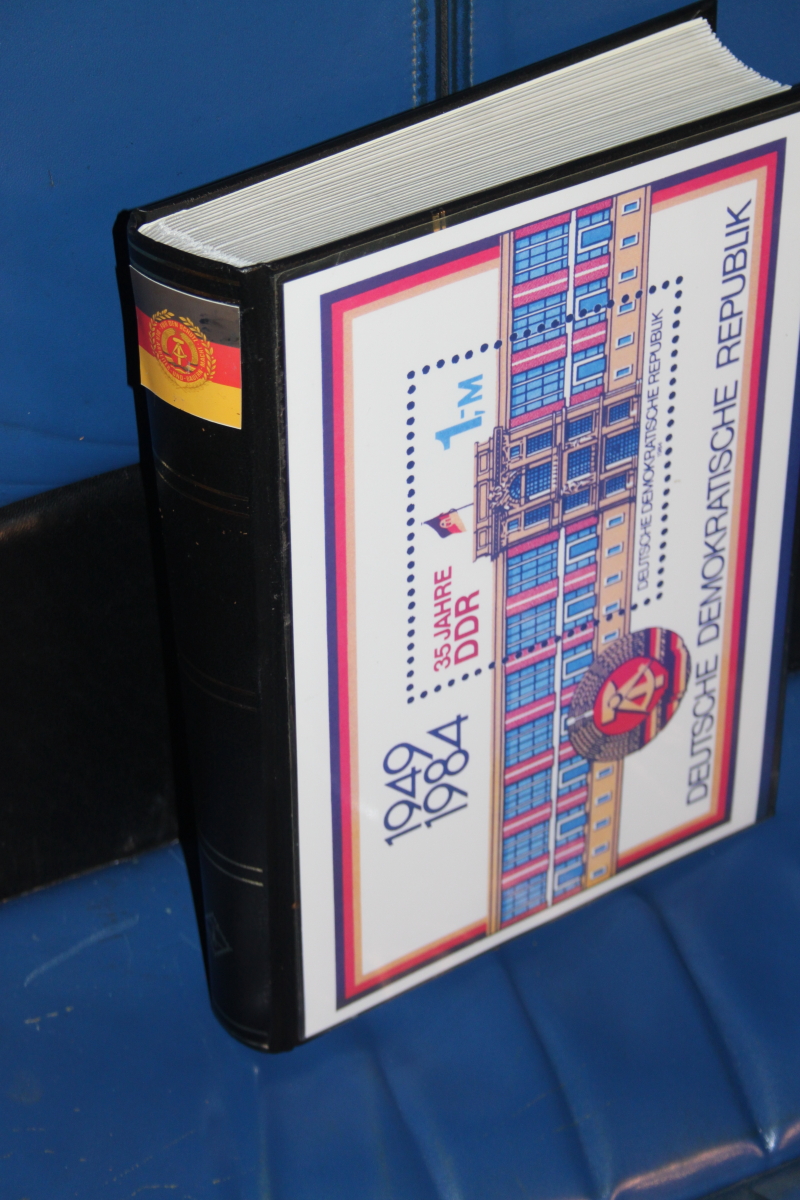 1949
1984
35 JAHRE
DDR
1,-M
DEUTSCHE DEMOKRATISCHE REPUBLIK
DEUTSCHE DEMOKRATISCHE REPUBLIK